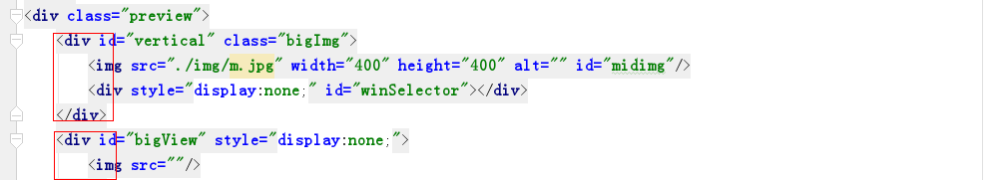 <div class="preview">
<div id="vertical" class="bigImg">
<img src="./img/m.jpg" width="400" height="400" alt="" id="midimg"/>
<div style="display:none;" id="winSelector"></div>
</div>
<div id="bigView" style="display:none;">
<img src=""/>